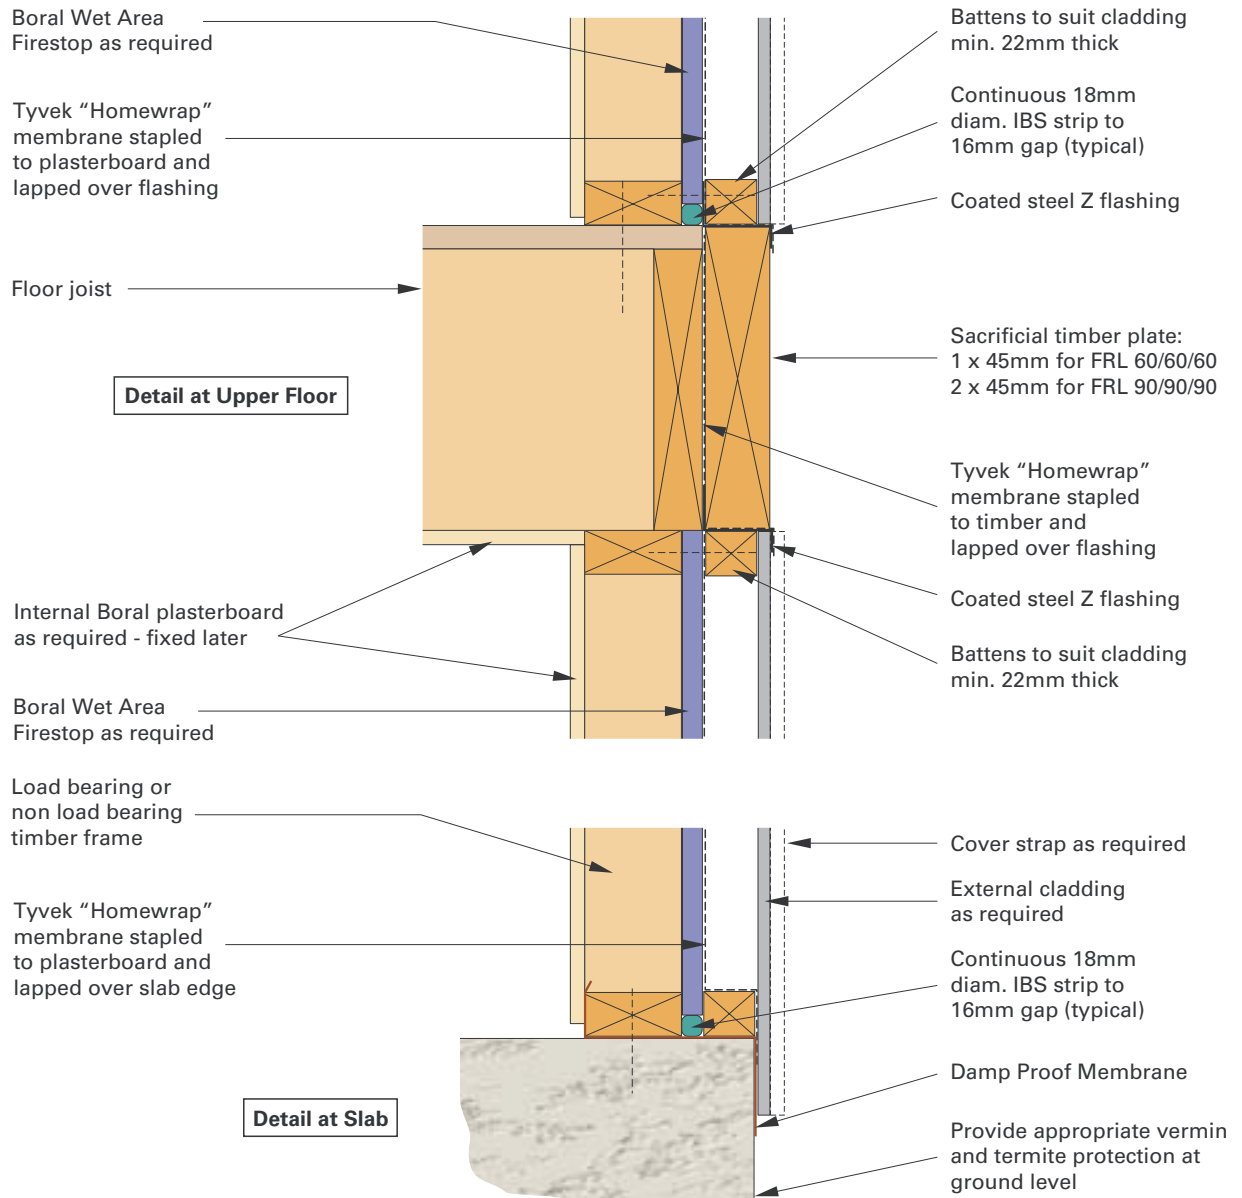 Boral Wet Area
Firestop as required
Tyvek “Homewrap”
membrane stapled
to plasterboard and
lapped over flashing
Floor joist
Detail at Upper Floor
Internal Boral plasterboard
as required - fixed later
Boral Wet Area
Firestop as required
Load bearing or
non load bearing
timber frame
Tyvek “Homewrap”
membrane stapled
to plasterboard and
lapped over slab edge
Detail at Slab
Battens to suit cladding
min. 22mm thick
Continuous 18mm
diam. IBS strip to
16mm gap (typical)
Coated steel Z flashing
Sacrificial timber plate:
1 x 45mm for FRL 60/60/60
2 x 45mm for FRL 90/90/90
Tyvek “Homewrap”
membrane stapled
to timber and
lapped over flashing
Coated steel Z flashing
Battens to suit cladding
min. 22mm thick
Cover strap as required
External cladding
as required
Continuous 18mm
diam. IBS strip to
16mm gap (typical)
Damp Proof Membrane
Provide appropriate vermin
and termite protection at
ground level